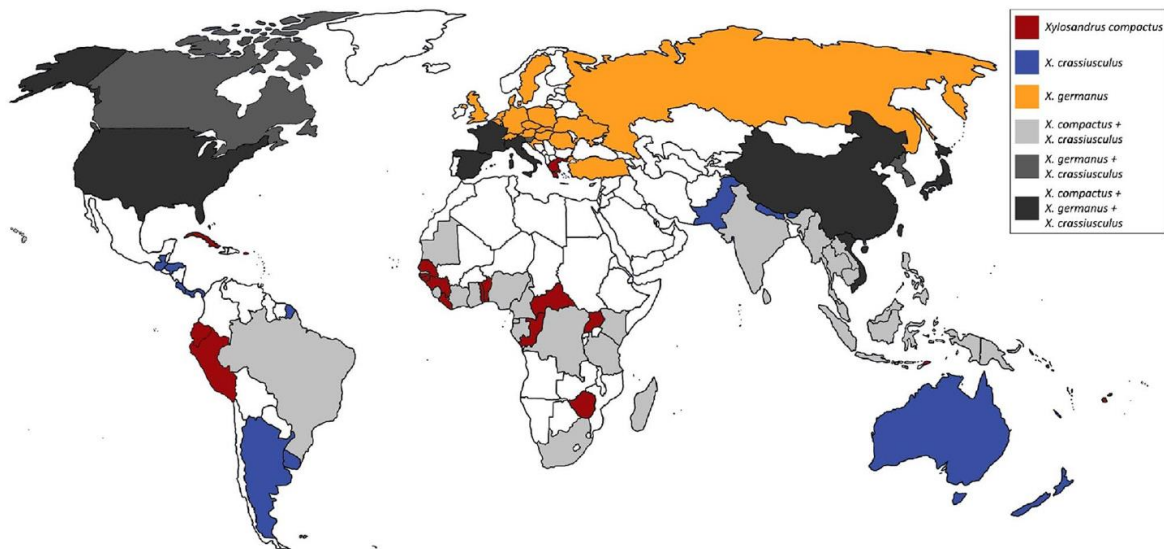 Xylosandrus compactus
X. crassiusculus
X. germanus
X. compactus +
X. crassiusculus
X. germanus +
X. crassiusculus
X. compactus +
X. germanus +
X. crassiusculus